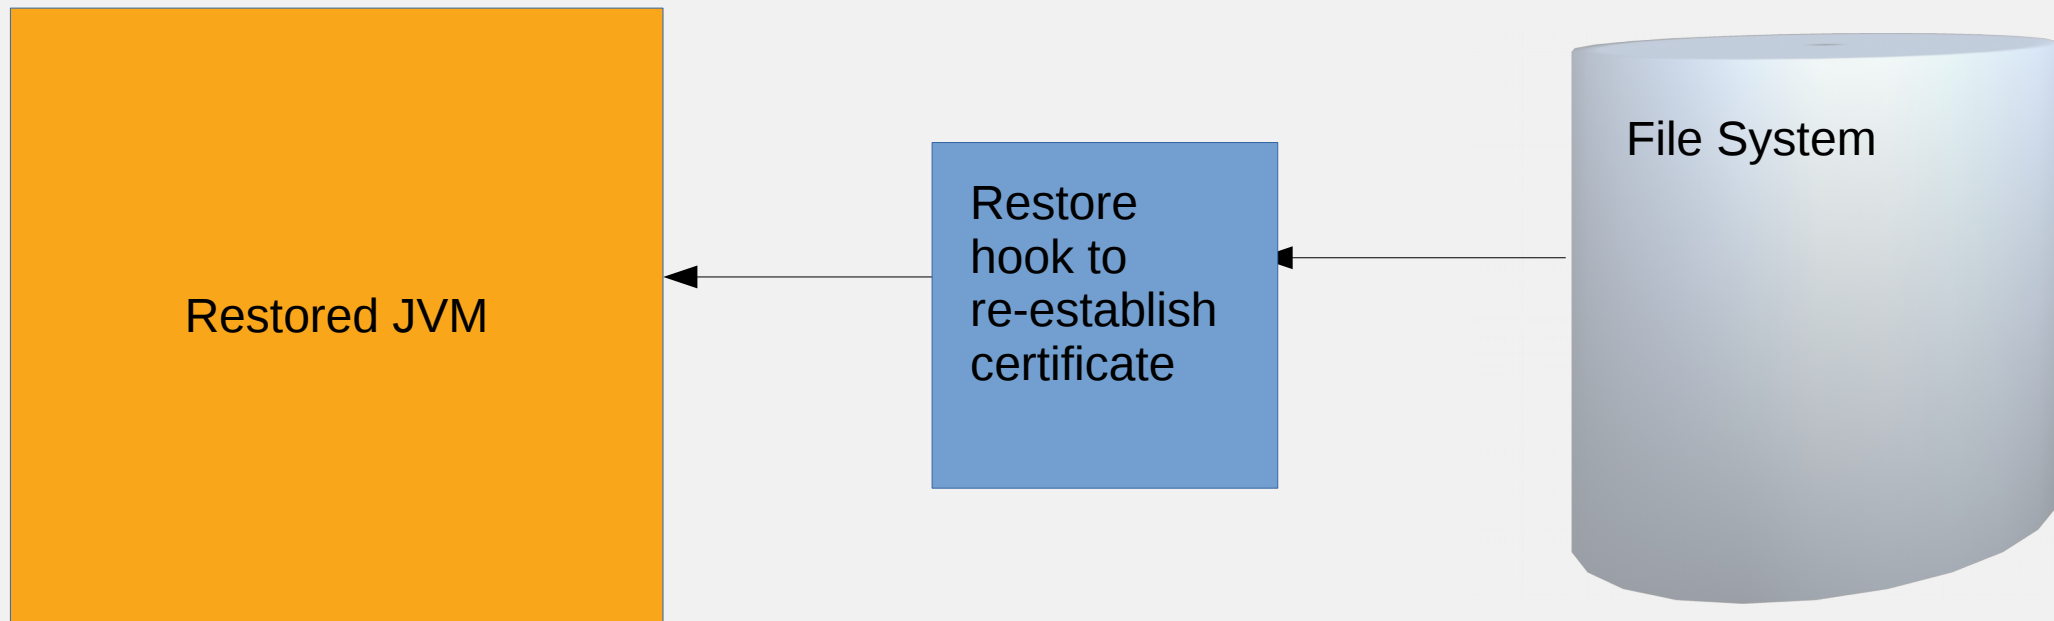 Restored JVM
Restore
hook to
re-establish
certificate
File System